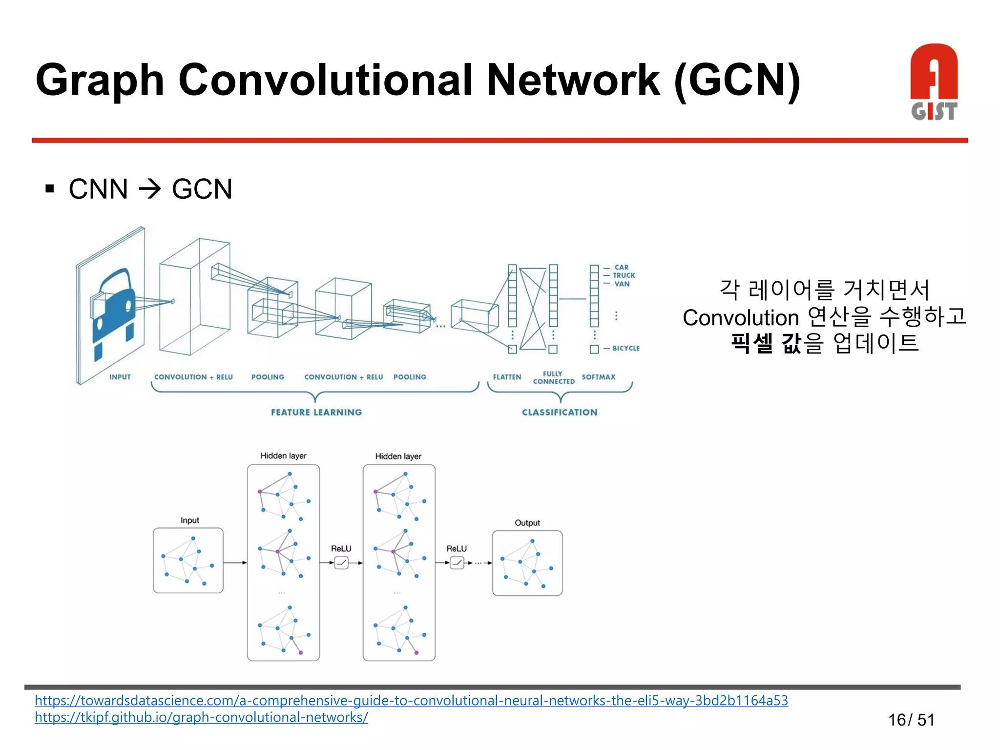 Graph Convolutional Network (GCN)
GIST
▪ CNN → GCN
CAR
TRUCK
VAN
BICYCLE
INPUT
CONVOLUTION + RELU
POOLING
CONVOLUTION + RELU
POOLING
FLATTEN
FULLY
CONNECTED
SOFTMAX
FEATURE LEARNING
CLASSIFICATION
각 레이어를 거치면서
Convolution 연산을 수행하고
픽셀 값을 업데이트
Hidden layer
Hidden layer
Input
ReLU
ReLU
...
Output
...
...
https://towardsdatascience.com/a-comprehensive-guide-to-convolutional-neural-networks-the-eli5-way-3bd2b1164a53
https://tkipf.github.io/graph-convolutional-networks/
16/ 51